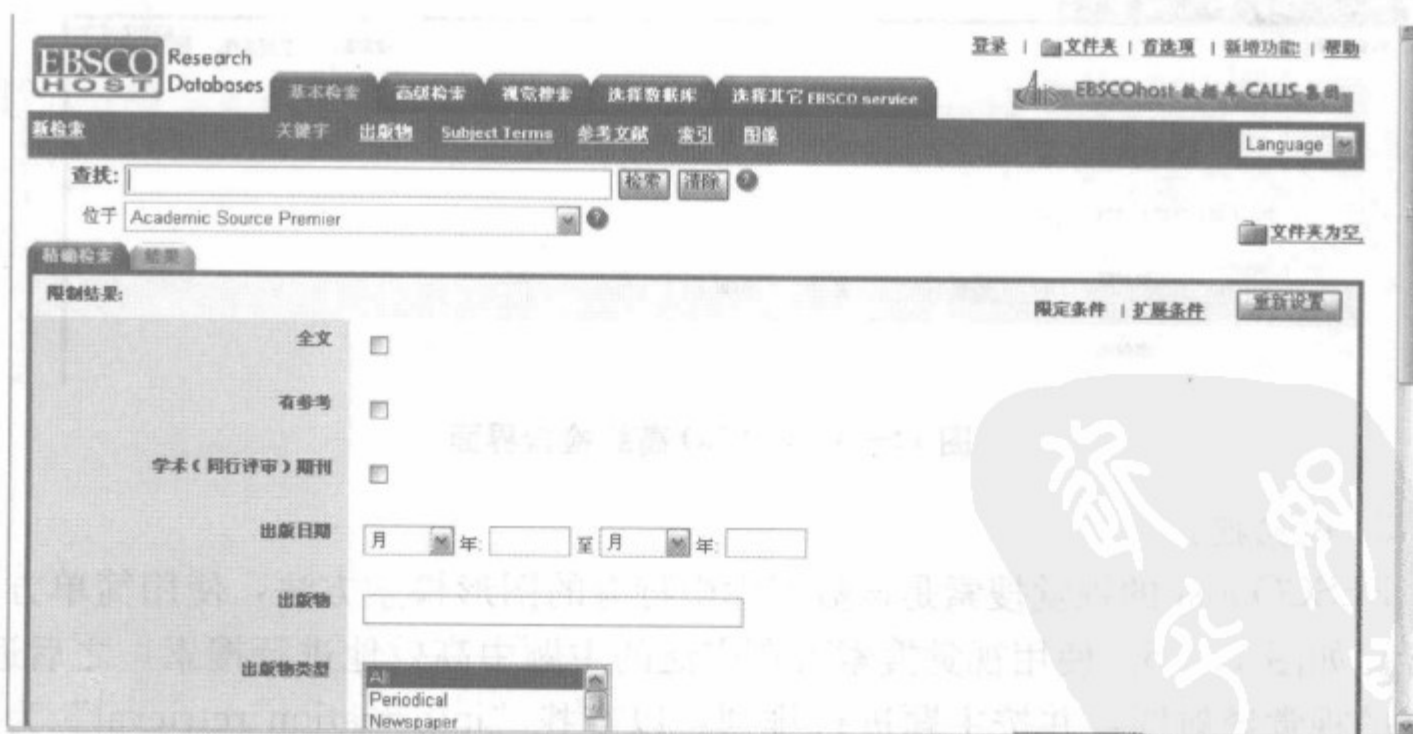 登录 | 文件夹 | 首选项 | 新增功能! | 帮助
EBSCO HOST Research Databases
基本检索 高级检索 视觉搜索 选择数据库 选择其它 EBSCO service
EBSCOhost 数据库 CALIS 集团
新检索 关键字 出版物 Subject Terms 参考文献 索引 图像 Language
查找: 检索 清除 ?
位于 Academic Source Premier ?
文件夹为空.
精确检索 结果
限制结果: 限定条件 | 扩展条件 重新设置
全文
有参考
学术(同行评审)期刊
出版日期 月 年: 至 月 年:
出版物
出版物类型 All
Periodical
Newspaper